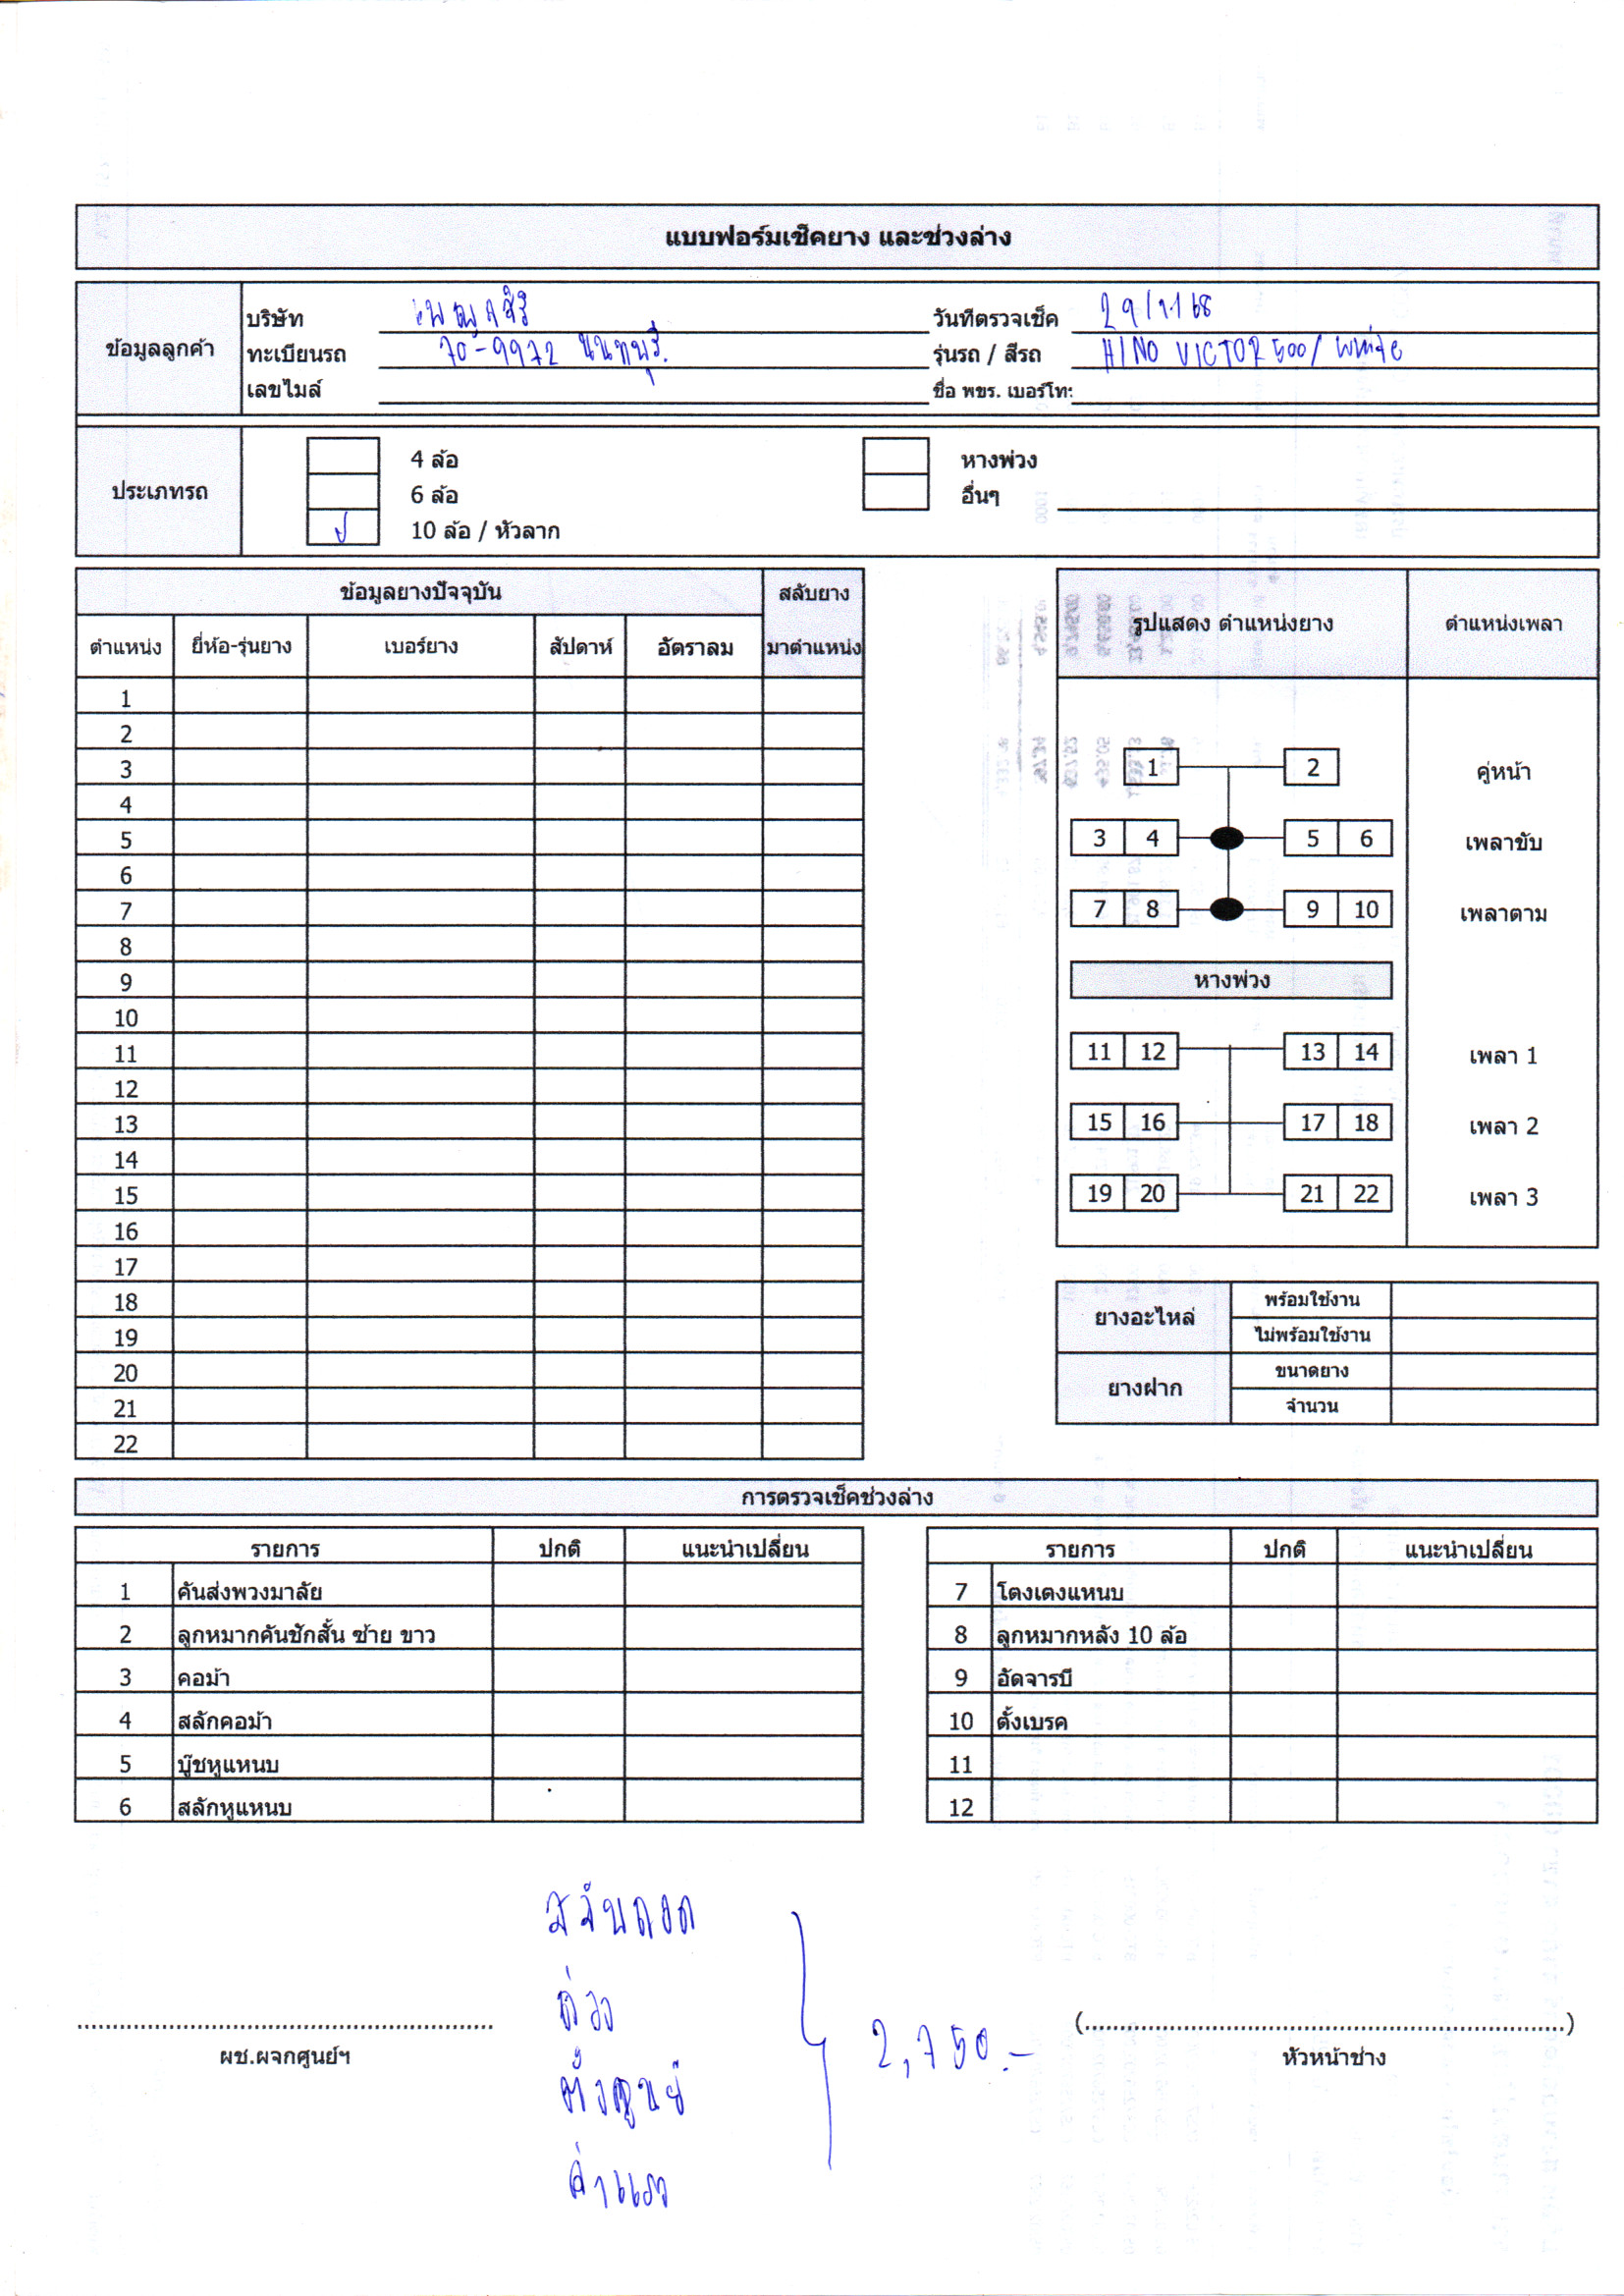 แบบฟอร์มเช็คยาง และช่วงล่าง
ข้อมูลลูกค้า
บริษัท
วันที่ตรวจเช็ค 29/11/68
ทะเบียนรถ 70-9972 นนทบุรี
รุ่นรถ / สีรถ HINO VICTOR 500/ White
เลขไมล์
ชื่อ พขร. เบอร์โท:
ประเภทรถ
4 ล้อ
หางพ่วง
6 ล้อ
อื่นๆ
10 ล้อ / หัวลาก
ข้อมูลยางปัจจุบัน สลับยาง
ตำแหน่ง ยี่ห้อ-รุ่นยาง เบอร์ยาง สัปดาห์ อัตราลม มาตำแหน่ง
1
2
3
4
5
6
7
8
9
10
11
12
13
14
15
16
17
18
19
20
21
22
รูปแสดง ตำแหน่งยาง ตำแหน่งเพลา
1 2 คู่หน้า
3 4 5 6 เพลาขับ
7 8 9 10 เพลาตาม
หางพ่วง
11 12 13 14 เพลา 1
15 16 17 18 เพลา 2
19 20 21 22 เพลา 3
ยางอะไหล่ พร้อมใช้งาน
ไม่พร้อมใช้งาน
ยางฝาก ขนาดยาง
จำนวน
การตรวจเช็คช่วงล่าง
รายการ ปกติ แนะนำเปลี่ยน
1 คันส่งพวงมาลัย
2 ลูกหมากคันชักสั้น ซ้าย ขาว
3 คอม้า
4 สลักคอม้า
5 บู๊ชหูแหนบ
6 สลักหูแหนบ
รายการ ปกติ แนะนำเปลี่ยน
7 โตงเตงแหนบ
8 ลูกหมากหลัง 10 ล้อ
9 อัดจารบี
10 ตั้งเบรค
11
12
ถ่วง
ตั้งศูนย์
ค่าแรง
2,750.-
ผช.ผจกศูนย์ฯ
(......)
หัวหน้าช่าง